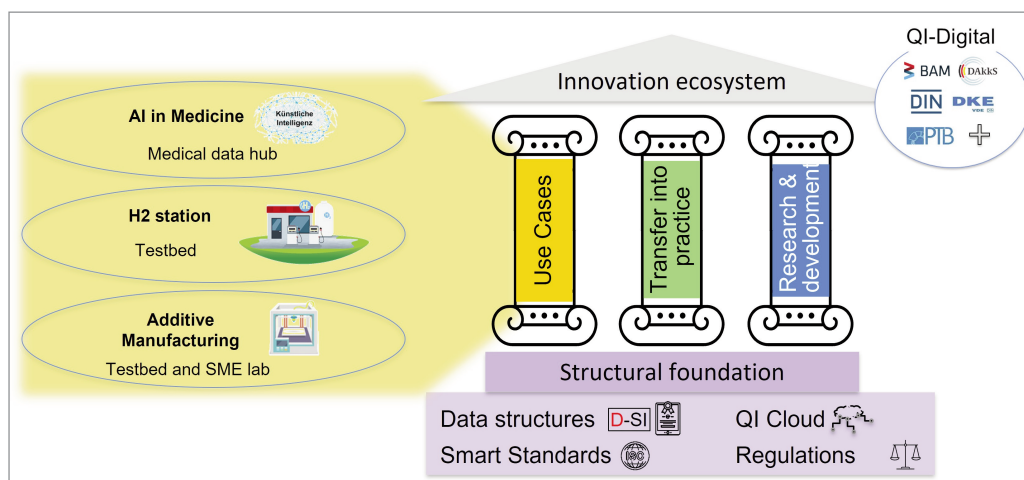 QI-Digital
BAM
DAkkS
DIN
DKE
VDE DIN
PTB
Innovation ecosystem
AI in Medicine
Künstliche
Intelligenz
Medical data hub
H2 station
H
Testbed
Additive
Manufacturing
Testbed and SME lab
Use Cases
Transfer into
practice
Research &
development
Structural foundation
Data structures
D-SI
QI Cloud
Smart Standards
Regulations